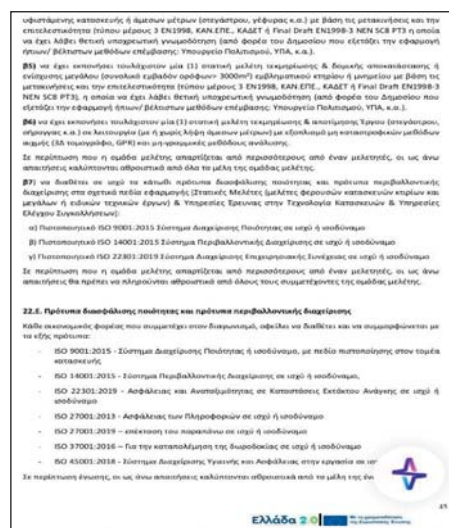 υφιστάμενης κατασκευής ή άμεσων μέτρων (στεγάστρου, γέφυρας κ.ω.) με βάση τις μετακινήσεις και την
επιτελεστικότητα (τύπου μέρους 3 EN1998, ΚΑΝ.ΕΠΕ., ΚΑΔΕΤ ή Final Draft EN1998-3 NEN SC8 PT3 η οποία
να έχει λάβει θετική υποχρεωτική γνωμοδότηση (από φορέα του Δημοσίου που εξετάζει την εφαρμογή
ήπιων/ βέλτιστων μεθόδων επέμβασης: Υπουργείο Πολιτισμού, ΥΠΑ, κ.α.).
β5) να έχει εκπονήσει τουλάχιστον μία (1) στατική μελέτη τεκμηρίωσης & δομικής αποκατάστασης ή
ενίσχυσης μεγάλου (συνολικό εμβαδόν ορόφων> 3000m²) εμβληματικού κτηρίου ή μνημείου με βάση τις
μετακινήσεις και την επιτελεστικότητα (τύπου μέρους 3 EN1998, ΚΑΝ.ΕΠΕ., ΚΑΔΕΤ ή Final Draft EN1998-3
NEN SC8 PT3), η οποία να έχει λάβει θετική υποχρεωτική γνωμοδότηση (από φορέα του Δημοσίου που
εξετάζει την εφαρμογή ήπιων/ βέλτιστων μεθόδων επέμβασης: Υπουργείο Πολιτισμού, ΥΠΑ, κ.α.).
β6) να έχει εκπονήσει τουλάχιστον μία (1) στατική μελέτη τεκμηρίωσης & αποτίμησης Έργου (στεγάστρου,
σήραγγας κ.α.) σε λειτουργία (με ή χωρίς λήψη άμεσων μέτρων) με εξοπλισμό μη καταστροφικών μεθόδων
αιχμής (3Δ τομογράφο, GPR) και μη-γραμμικές μεθόδους ανάλυσης.
Σε περίπτωση που η ομάδα μελέτης απαρτίζεται από περισσότερους από έναν μελετητές, οι ως άνω
απαιτήσεις καλύπτονται αθροιστικά από όλα τα μέλη της ομάδας μελέτης.
β7) να διαθέτει σε ισχύ τα κάτωθι πρότυπα διασφάλισης ποιότητας και πρότυπα περιβαλλοντικής
διαχείρισης στα σχετικά πεδία εφαρμογής [Στατικές Μελέτες (μελέτες φερουσών κατασκευών κτιρίων και
μεγάλων ή ειδικών τεχνικών έργων) & Υπηρεσίες Έρευνας στην Τεχνολογία Κατασκευών & Υπηρεσίες
Ελέγχου Συγκολλήσεων]:
α) Πιστοποιητικό ISO 9001:2015 Σύστημα Διαχείρισης Ποιότητας σε ισχύ ή ισοδύναμο
β) Πιστοποιητικό ISO 14001:2015 Σύστημα Περιβαλλοντικής Διαχείρισης σε ισχύ ή ισοδύναμο
γ) Πιστοποιητικό ISO 22301:2019 Σύστημα Διαχείρισης Επιχειρησιακής Συνέχειας σε ισχύ ή ισοδύναμο
Σε περίπτωση που η ομάδα μελέτης απαρτίζεται από περισσότερους από έναν μελετητές, οι ως άνω
απαιτήσεις θα πρέπει να πληρούνται αθροιστικά από όλους τους συμμετέχοντες της ομάδας μελέτης.
22.Ε. Πρότυπα διασφάλισης ποιότητας και πρότυπα περιβαλλοντικής διαχείρισης
Κάθε οικονομικός φορέας που συμμετέχει στον διαγωνισμό, οφείλει να διαθέτει και να συμμορφώνεται με
τα εξής πρότυπα:
- ISO 9001:2015 - Σύστημα Διαχείρισης Ποιότητας ή ισοδύναμο, με πεδίο πιστοποίησης στον τομέα
κατασκευής
- ISO 14001:2015 – Σύστημα Περιβαλλοντικής Διαχείρισης σε ισχύ ή ισοδύναμο,
- ISO 22301:2019 - Ασφάλειας και Ανταπεξιμότητας σε Καταστάσεις Εκτάκτου Ανάγκης σε ισχύ ή
ισοδύναμο
- ISO 27001:2013 - Ασφάλειας των Πληροφοριών σε ισχύ ή ισοδύναμο
- ISO 27001:2019 – επέκταση του παραπάνω σε ισχύ ή ισοδύναμο
- ISO 37001:2016 – Για την καταπολέμηση της δωροδοκίας σε ισχύ ή ισοδύναμο
- ISO 45001:2018 - Σύστημα Διαχείρισης Υγιεινής και Ασφάλειας στην εργασία σε ισ
Σε περίπτωση ένωσης, οι ως άνω απαιτήσεις καλύπτονται αθροιστικά από τα μέλη της έν
45
Ελλάδα 2.0
Με τη χρηματοδότηση
της Ευρωπαϊκής Ένωσης